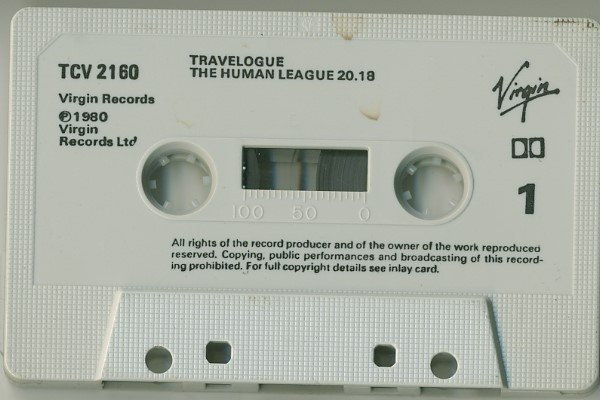 TCV 2160
TRAVELOGUE
THE HUMAN LEAGUE 20.18
Virgin
Virgin Records
℗1980
Virgin
Records Ltd
1
100 50 0
All rights of the record producer and of the owner of the work reproduced
reserved. Copying, public performances and broadcasting of this record-
ing prohibited. For full copyright details see inlay card.